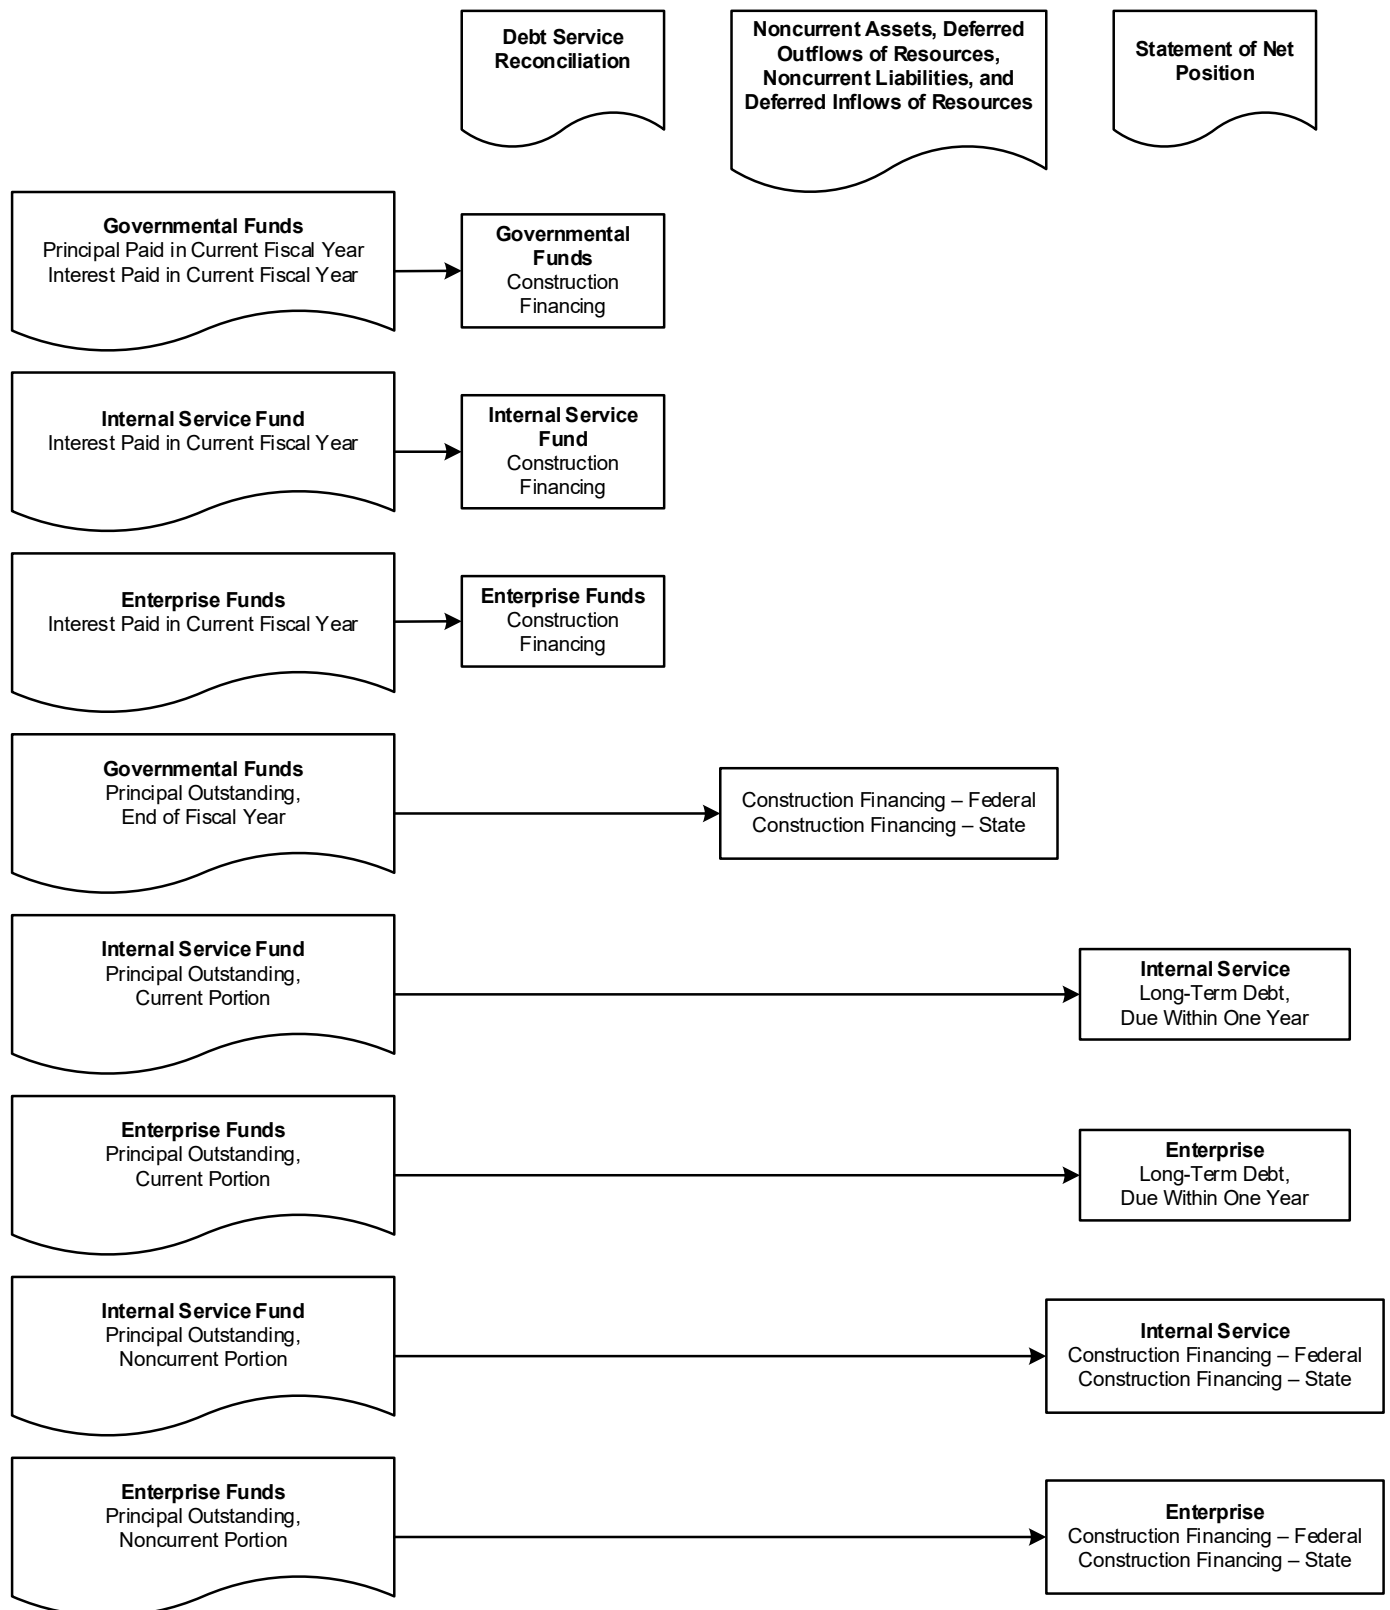 Debt Service
Reconciliation
Noncurrent Assets, Deferred
Outflows of Resources,
Noncurrent Liabilities, and
Deferred Inflows of Resources
Statement of Net
Position
Governmental Funds
Principal Paid in Current Fiscal Year
Interest Paid in Current Fiscal Year
Governmental
Funds
Construction
Financing
Internal Service Fund
Interest Paid in Current Fiscal Year
Internal Service
Fund
Construction
Financing
Enterprise Funds
Interest Paid in Current Fiscal Year
Enterprise Funds
Construction
Financing
Governmental Funds
Principal Outstanding,
End of Fiscal Year
Construction Financing – Federal
Construction Financing – State
Internal Service Fund
Principal Outstanding,
Current Portion
Internal Service
Long-Term Debt,
Due Within One Year
Enterprise Funds
Principal Outstanding,
Current Portion
Enterprise
Long-Term Debt,
Due Within One Year
Internal Service Fund
Principal Outstanding,
Noncurrent Portion
Internal Service
Construction Financing – Federal
Construction Financing – State
Enterprise Funds
Principal Outstanding,
Noncurrent Portion
Enterprise
Construction Financing – Federal
Construction Financing – State